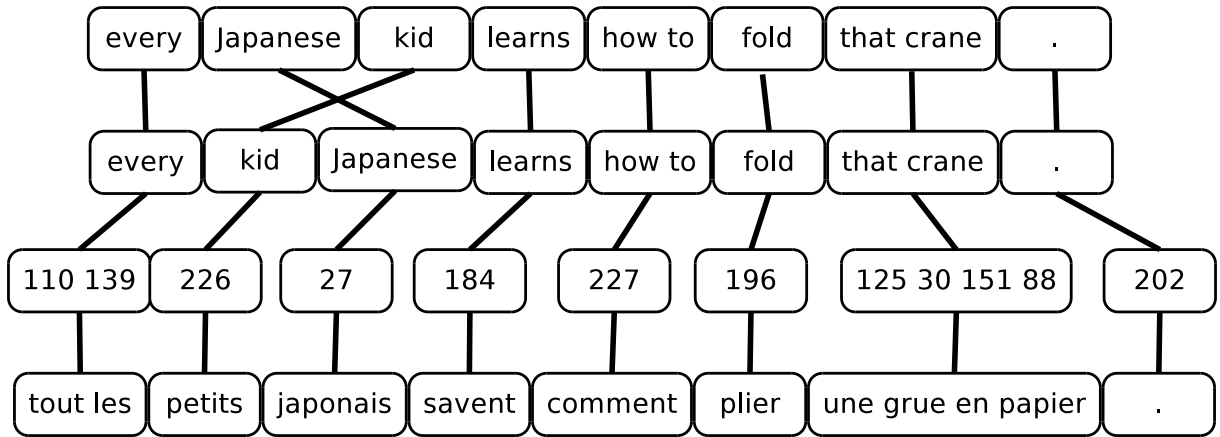 every Japanese kid learns how to fold that crane .
every kid Japanese learns how to fold that crane .
110 139 226 27 184 227 196 125 30 151 88 202
tout les petits japonais savent comment plier une grue en papier .